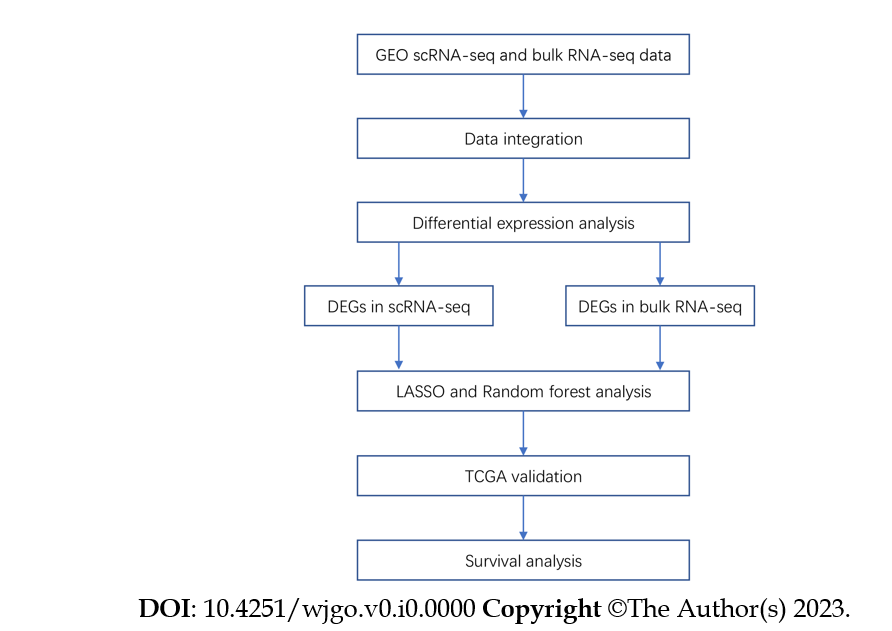 GEO scRNA-seq and bulk RNA-seq data
Data integration
Differential expression analysis
DEGs in scRNA-seq
DEGs in bulk RNA-seq
LASSO and Random forest analysis
TCGA validation
Survival analysis
DOI: 10.4251/wjgo.v0.i0.0000 Copyright ©The Author(s) 2023.